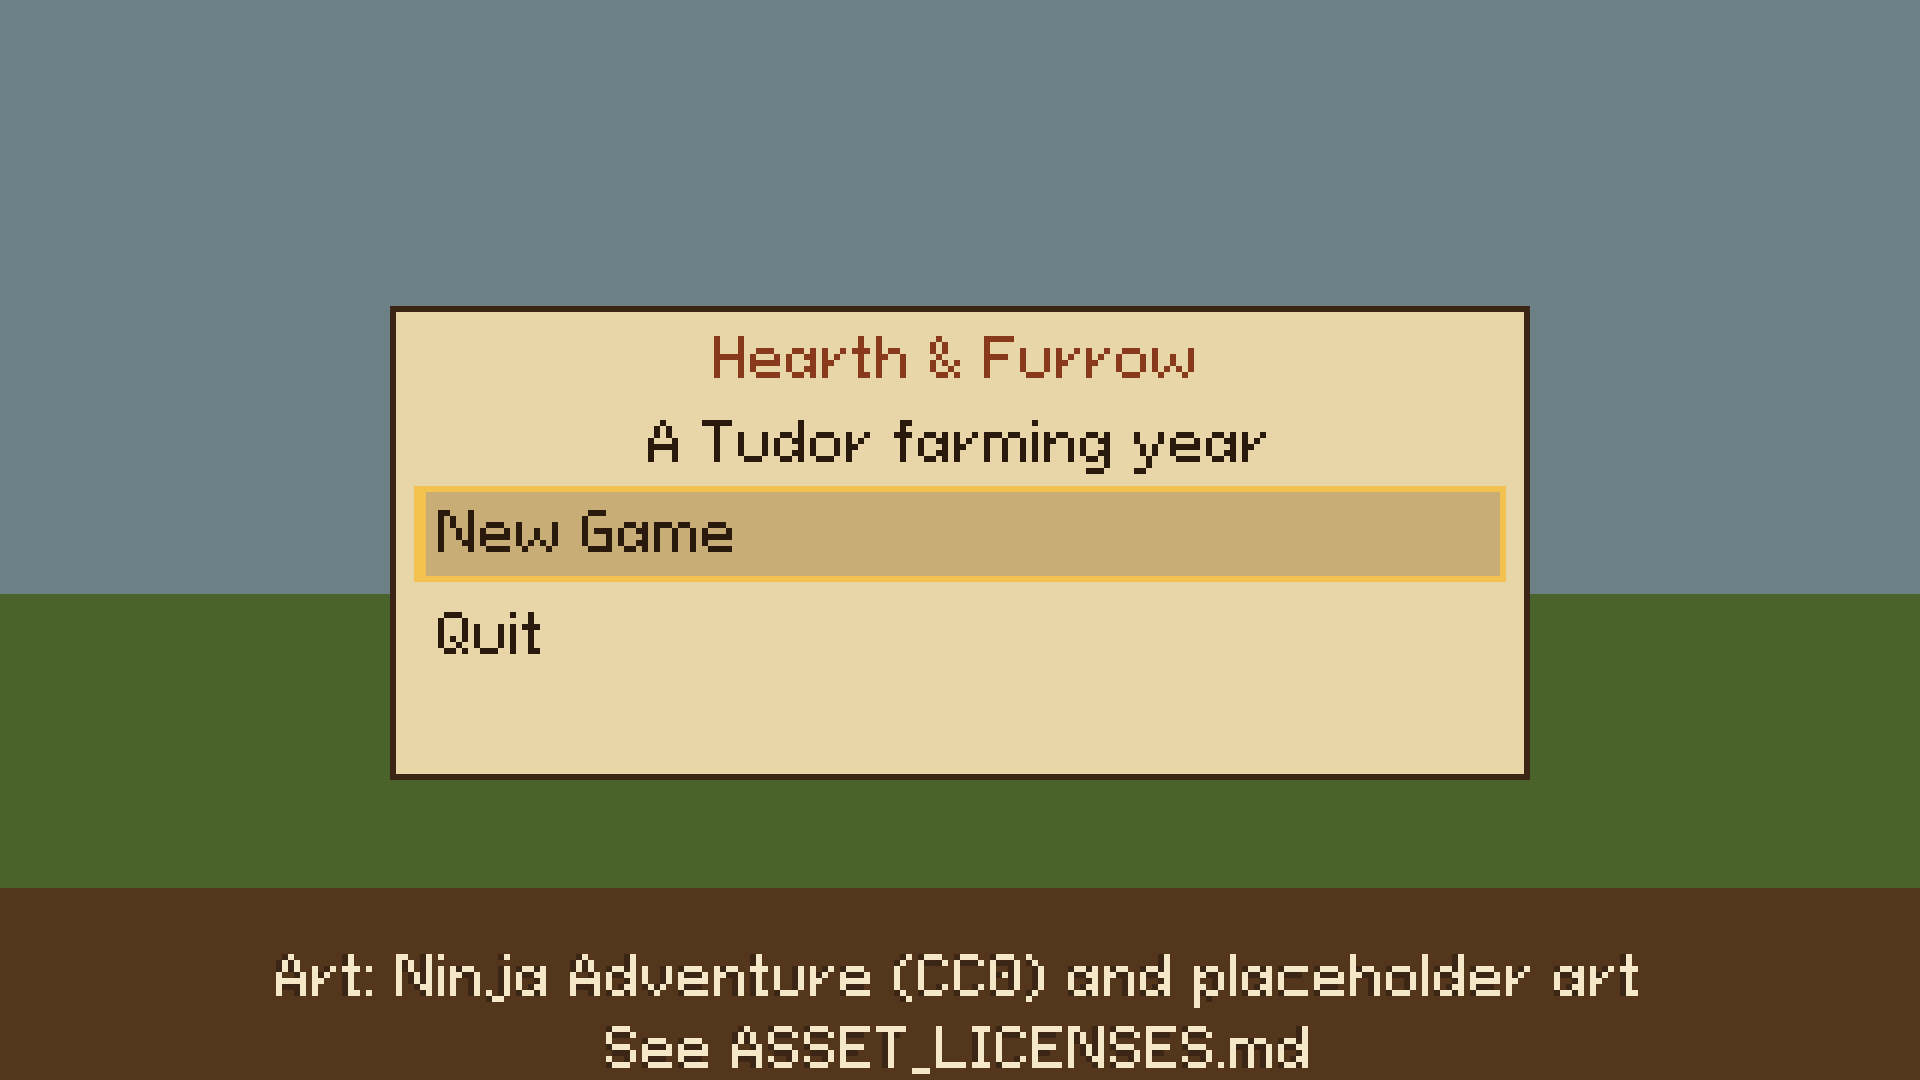 Hearth & Furrow
A Tudor farming year
New Game
Quit
Art: Ninja Adventure (CC0) and placeholder art
See ASSET_LICENSES.md